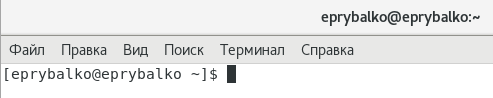 eprybalko@eprybalko:~
Файл Правка Вид Поиск Терминал Справка
[eprybalko@eprybalko ~]$